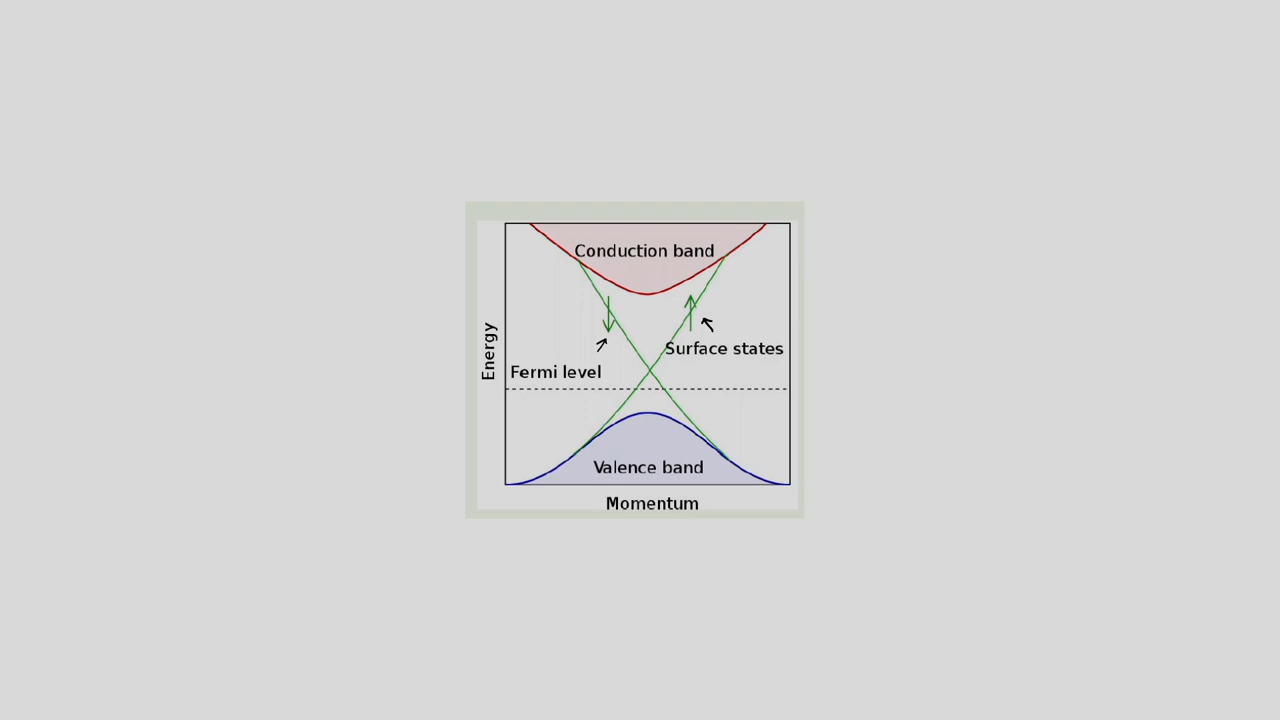 Conduction band
Energy
Surface states
Fermi level
Valence band
Momentum